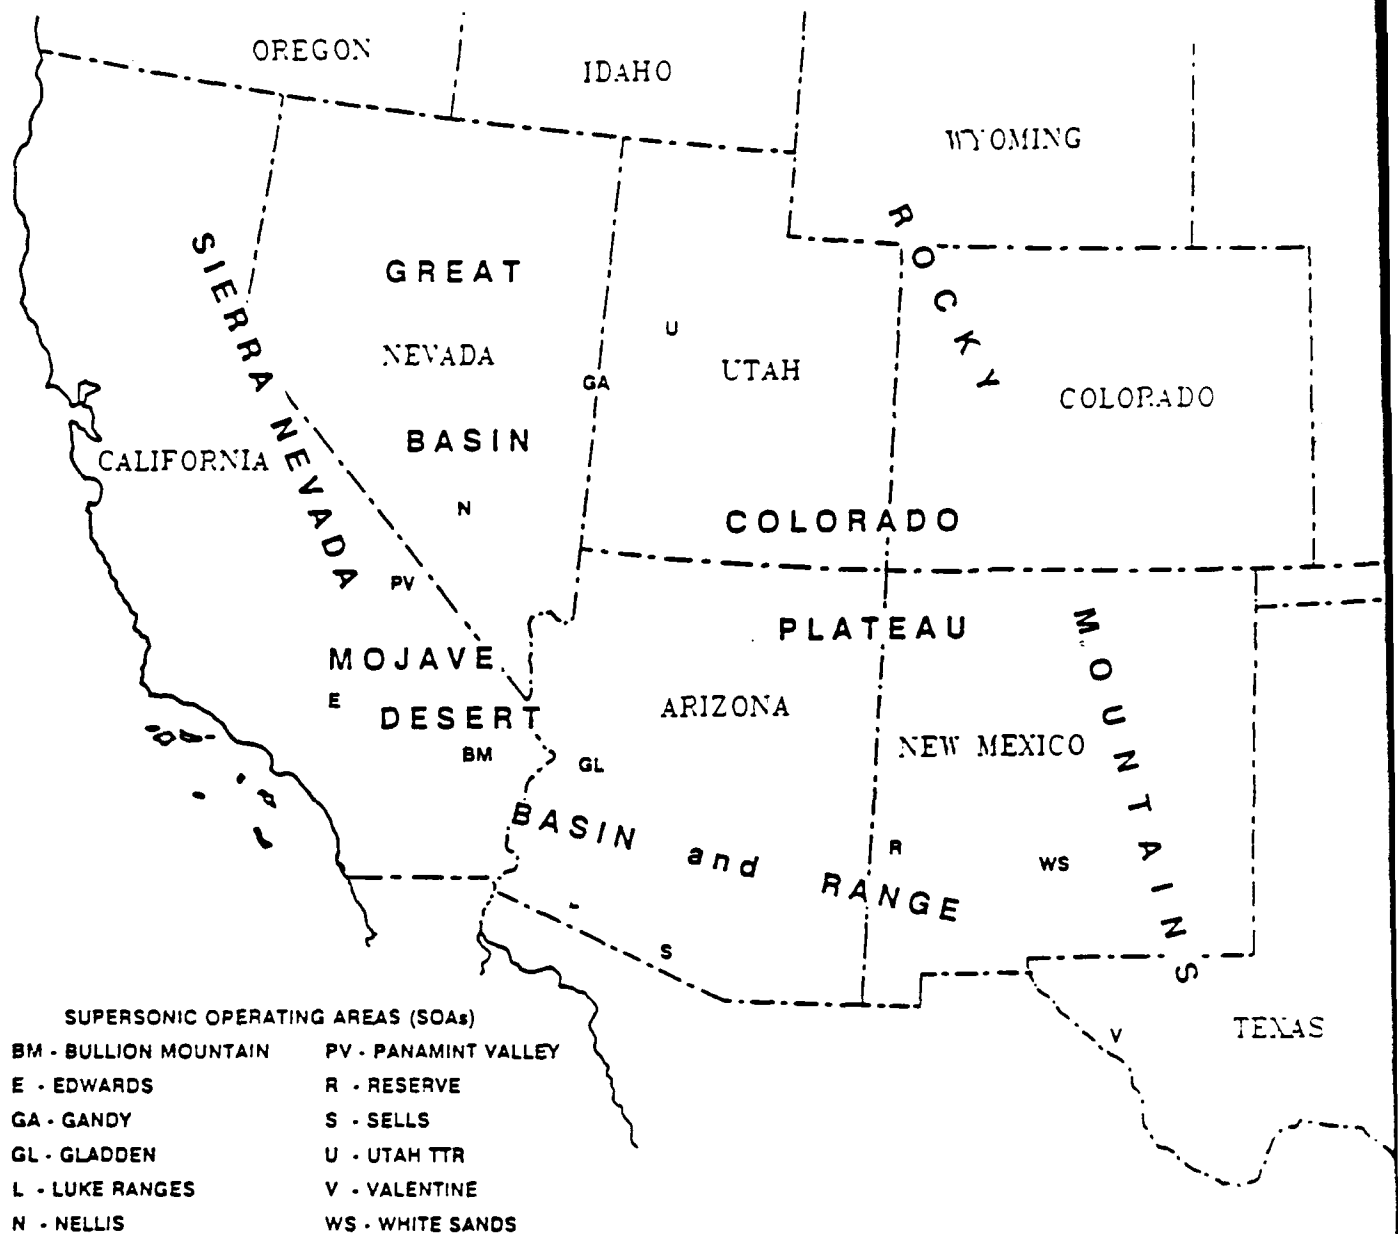 OREGON
IDAHO
WYOMING
ROCKY
SIERRA NEVADA
GREAT
U
NEVADA
GA
UTAH
COLORADO
BASIN
CALIFORNIA
N
COLORADO
PV
PLATEAU
MOUNTAINS
MOJAVE
E
DESERT
ARIZONA
NEW MEXICO
BM
GL
BASIN and RANGE
R
WS
S
V
TEXAS
SUPERSONIC OPERATING AREAS (SOAs)
BM - BULLION MOUNTAIN
E - EDWARDS
GA - GANDY
GL - GLADDEN
L - LUKE RANGES
N - NELLIS
PV - PANAMINT VALLEY
R - RESERVE
S - SELLS
U - UTAH TTR
V - VALENTINE
WS - WHITE SANDS